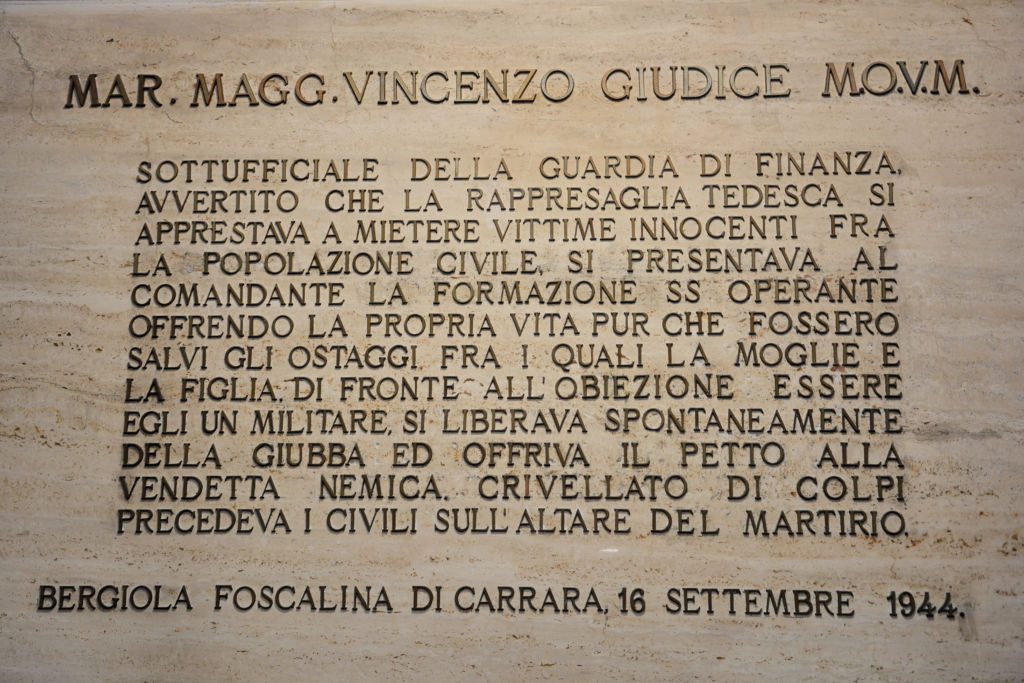 MAR. MAGG. VINCENZO GIUDICE M.O.V.M.
SOTTUFFICIALE DELLA GUARDIA DI FINANZA,
AVVERTITO CHE LA RAPPRESAGLIA TEDESCA SI
APPRESTAVA A MIETERE VITTIME INNOCENTI FRA
LA POPOLAZIONE CIVILE, SI PRESENTAVA AL
COMANDANTE LA FORMAZIONE SS OPERANTE
OFFRENDO LA PROPRIA VITA PUR CHE FOSSERO
SALVI GLI OSTAGGI FRA I QUALI LA MOGLIE E
LA FIGLIA. DI FRONTE ALL'OBIEZIONE ESSERE
EGLI UN MILITARE, SI LIBERAVA SPONTANEAMENTE
DELLA GIUBBA ED OFFRIVA IL PETTO ALLA
VENDETTA NEMICA. CRIVELLATO DI COLPI
PRECEDEVA I CIVILI SULL'ALTARE DEL MARTIRIO.
BERGIOLA FOSCALINA DI CARRARA, 16 SETTEMBRE 1944.